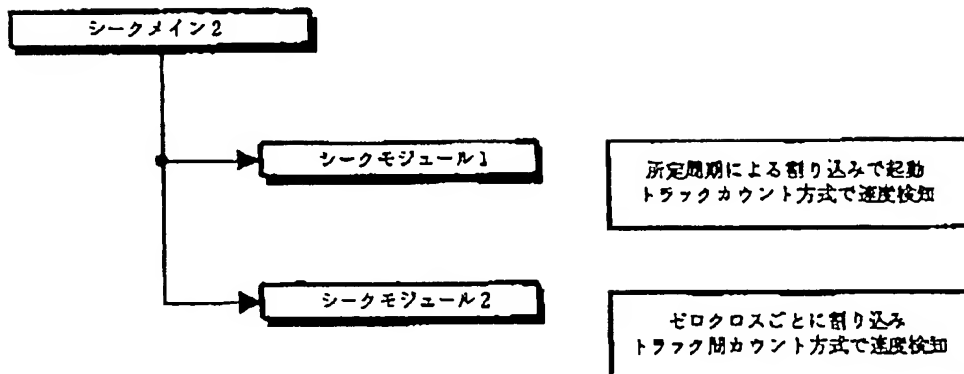 シークメイン2
シークモジュール1
所定周期による割り込みで起動
トラックカウント方式で速度検知
シークモジュール2
ゼロクロスごとに割り込み
トラック間カウント方式で速度検知